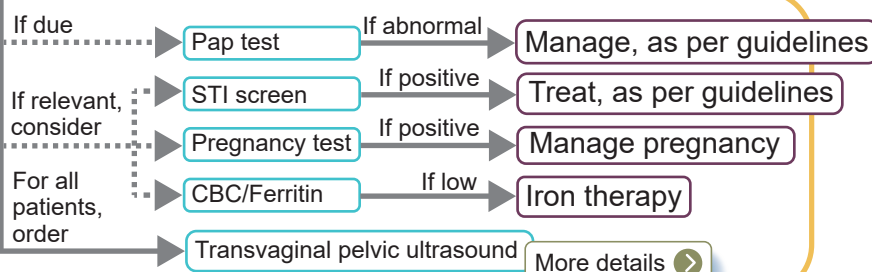 If due
Pap test
If abnormal
Manage, as per guidelines
If relevant,
consider
STI screen
If positive
Treat, as per guidelines
Pregnancy test
If positive
Manage pregnancy
CBC/Ferritin
If low
Iron therapy
For all
patients,
order
Transvaginal pelvic ultrasound
More details